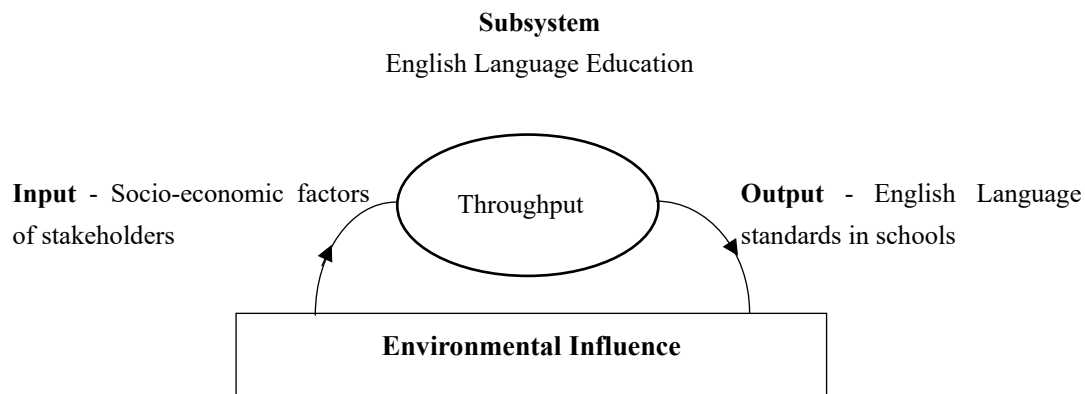 Subsystem
English Language Education
Input - Socio-economic factors
of stakeholders
Throughput
Output - English Language
standards in schools
Environmental Influence